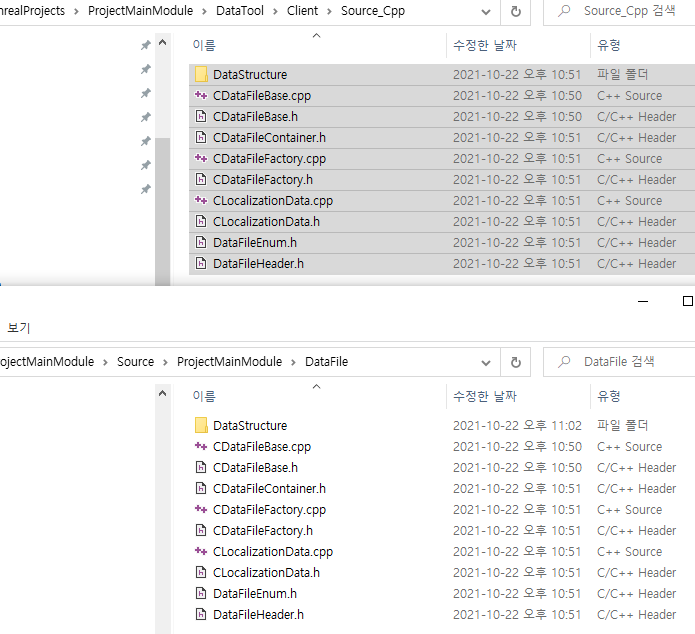 nrealProjects > ProjectMainModule > DataTool > Client > Source_Cpp Source_Cpp 검색
이름 수정한 날짜 유형
DataStructure 2021-10-22 오후 10:51 파일 폴더
CDataFileBase.cpp 2021-10-22 오후 10:50 C++ Source
CDataFileBase.h 2021-10-22 오후 10:50 C/C++ Header
CDataFileContainer.h 2021-10-22 오후 10:51 C/C++ Header
CDataFileFactory.cpp 2021-10-22 오후 10:51 C++ Source
CDataFileFactory.h 2021-10-22 오후 10:51 C/C++ Header
CLocalizationData.cpp 2021-10-22 오후 10:51 C++ Source
CLocalizationData.h 2021-10-22 오후 10:51 C/C++ Header
DataFileEnum.h 2021-10-22 오후 10:51 C/C++ Header
DataFileHeader.h 2021-10-22 오후 10:51 C/C++ Header
보기
ojectMainModule > Source > ProjectMainModule > DataFile DataFile 검색
이름 수정한 날짜 유형
DataStructure 2021-10-22 오후 11:02 파일 폴더
CDataFileBase.cpp 2021-10-22 오후 10:50 C++ Source
CDataFileBase.h 2021-10-22 오후 10:50 C/C++ Header
CDataFileContainer.h 2021-10-22 오후 10:51 C/C++ Header
CDataFileFactory.cpp 2021-10-22 오후 10:51 C++ Source
CDataFileFactory.h 2021-10-22 오후 10:51 C/C++ Header
CLocalizationData.cpp 2021-10-22 오후 10:51 C++ Source
CLocalizationData.h 2021-10-22 오후 10:51 C/C++ Header
DataFileEnum.h 2021-10-22 오후 10:51 C/C++ Header
DataFileHeader.h 2021-10-22 오후 10:51 C/C++ Header